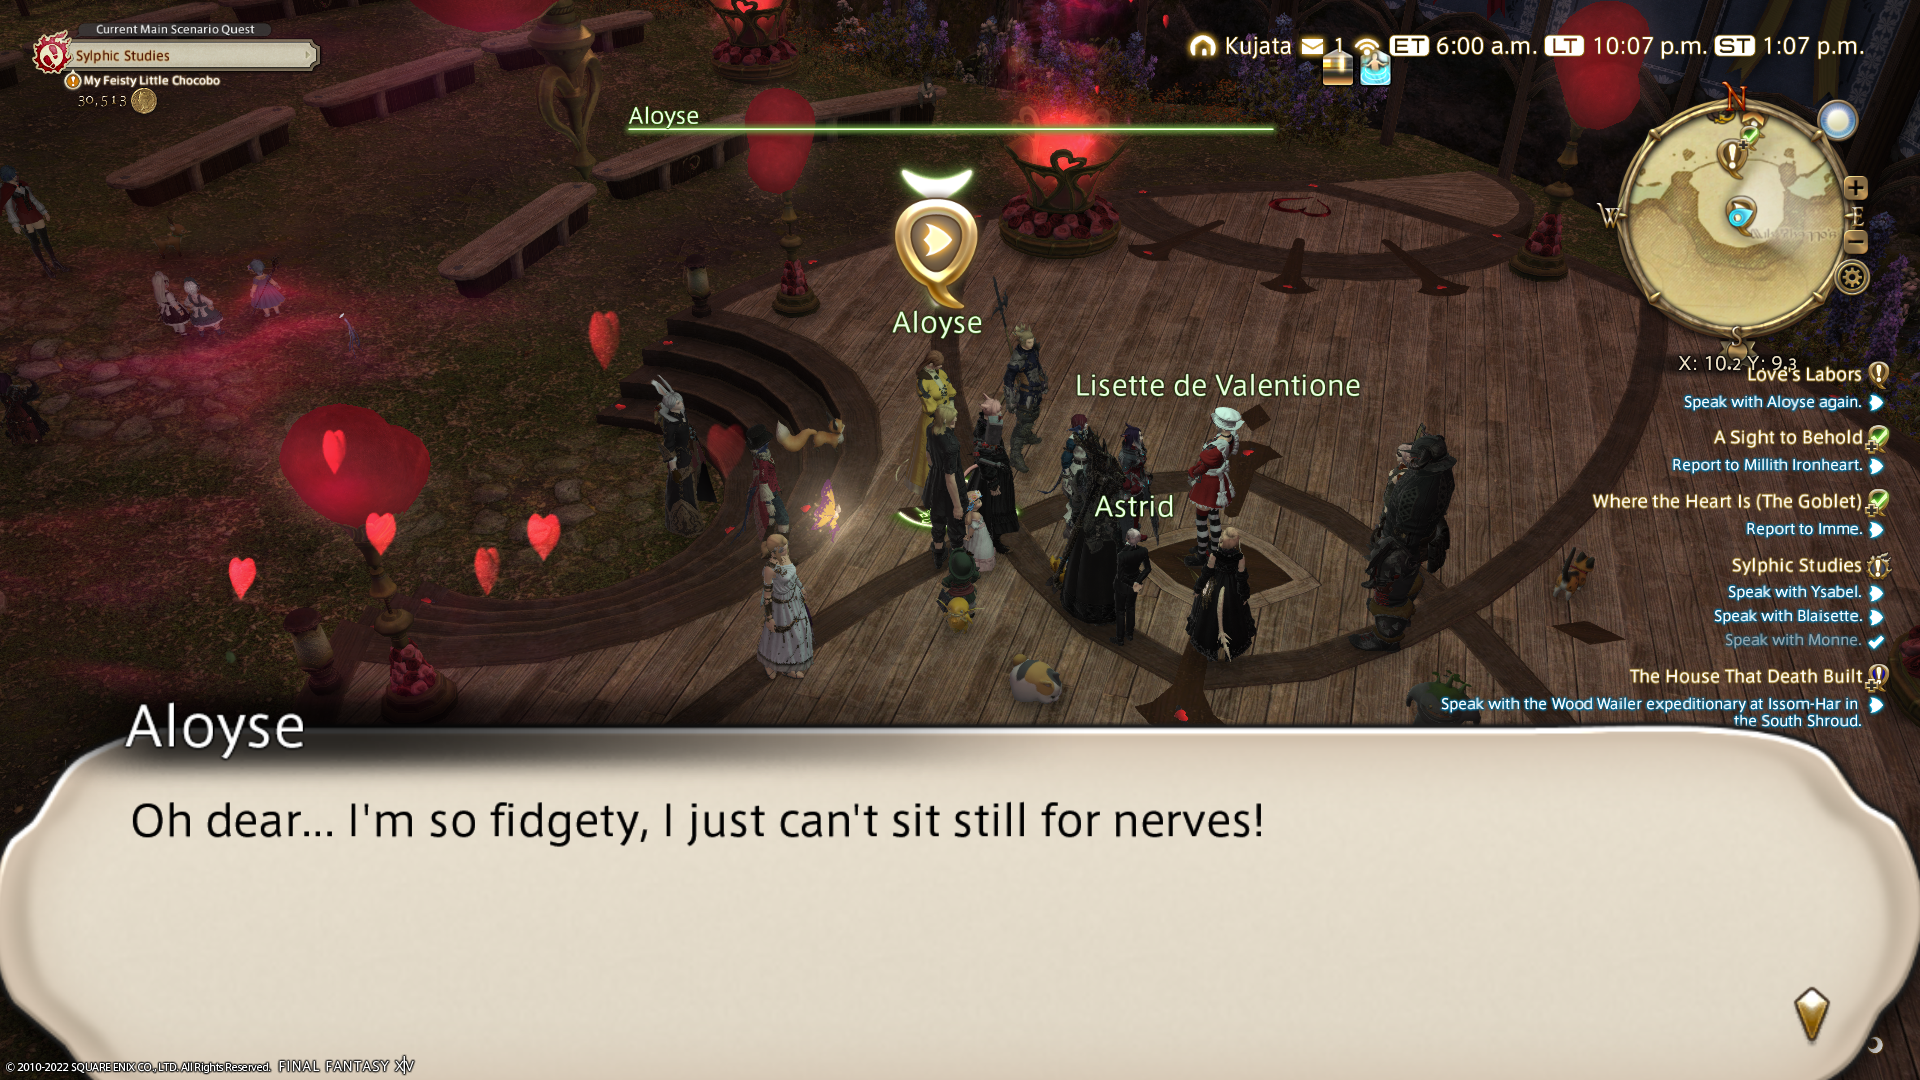 Current Main Scenario Quest
Sylphic Studies
My Feisty Little Chocobo
30,513
Kujata 1 ET 6:00 a.m. LT 10:07 p.m. ST 1:07 p.m.
Aloyse
N
W
E
S
X: 10.2 Y: 9.3
Aloyse
Lisette de Valentione
Astrid
Love's Labors
Speak with Aloyse again.
A Sight to Behold
Report to Millith Ironheart.
Where the Heart Is (The Goblet)
Report to Imme.
Sylphic Studies
Speak with Ysabel.
Speak with Blaisette.
Speak with Monne.
The House That Death Built
Speak with the Wood Wailer expeditionary at Issom-Har in
the South Shroud.
Aloyse
Oh dear... I'm so fidgety, I just can't sit still for nerves!
© 2010-2022 SQUARE ENIX CO., LTD. All Rights Reserved. FINAL FANTASY XIV